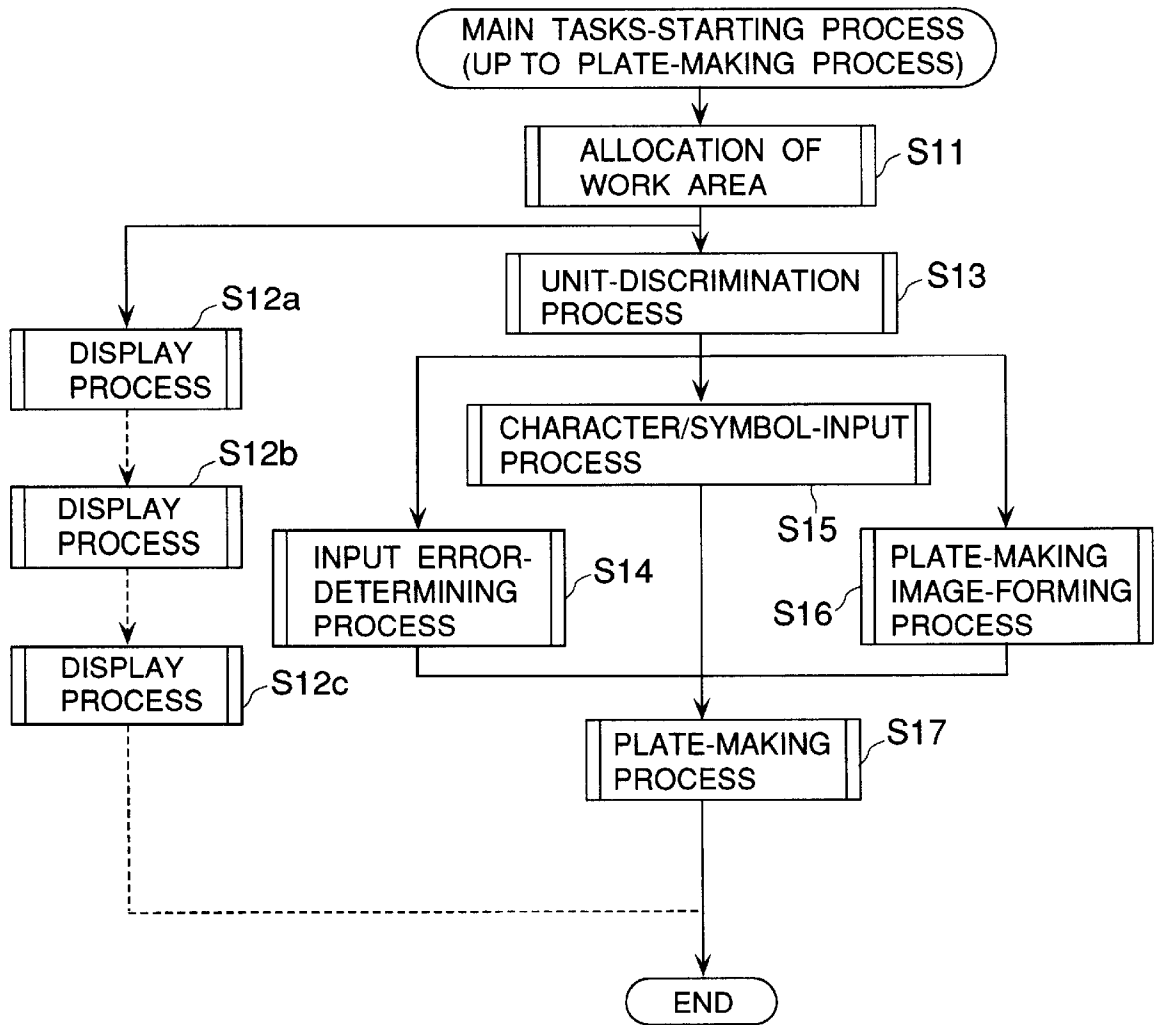 MAIN TASKS-STARTING PROCESS
(UP TO PLATE-MAKING PROCESS)
ALLOCATION OF
WORK AREA
S11
UNIT-DISCRIMINATION
PROCESS
S13
S12a
DISPLAY
PROCESS
CHARACTER/SYMBOL-INPUT
PROCESS
S15
S12b
DISPLAY
PROCESS
INPUT ERROR-
DETERMINING
PROCESS
S14
PLATE-MAKING
IMAGE-FORMING
PROCESS
S16
DISPLAY
PROCESS
S12c
PLATE-MAKING
PROCESS
S17
END